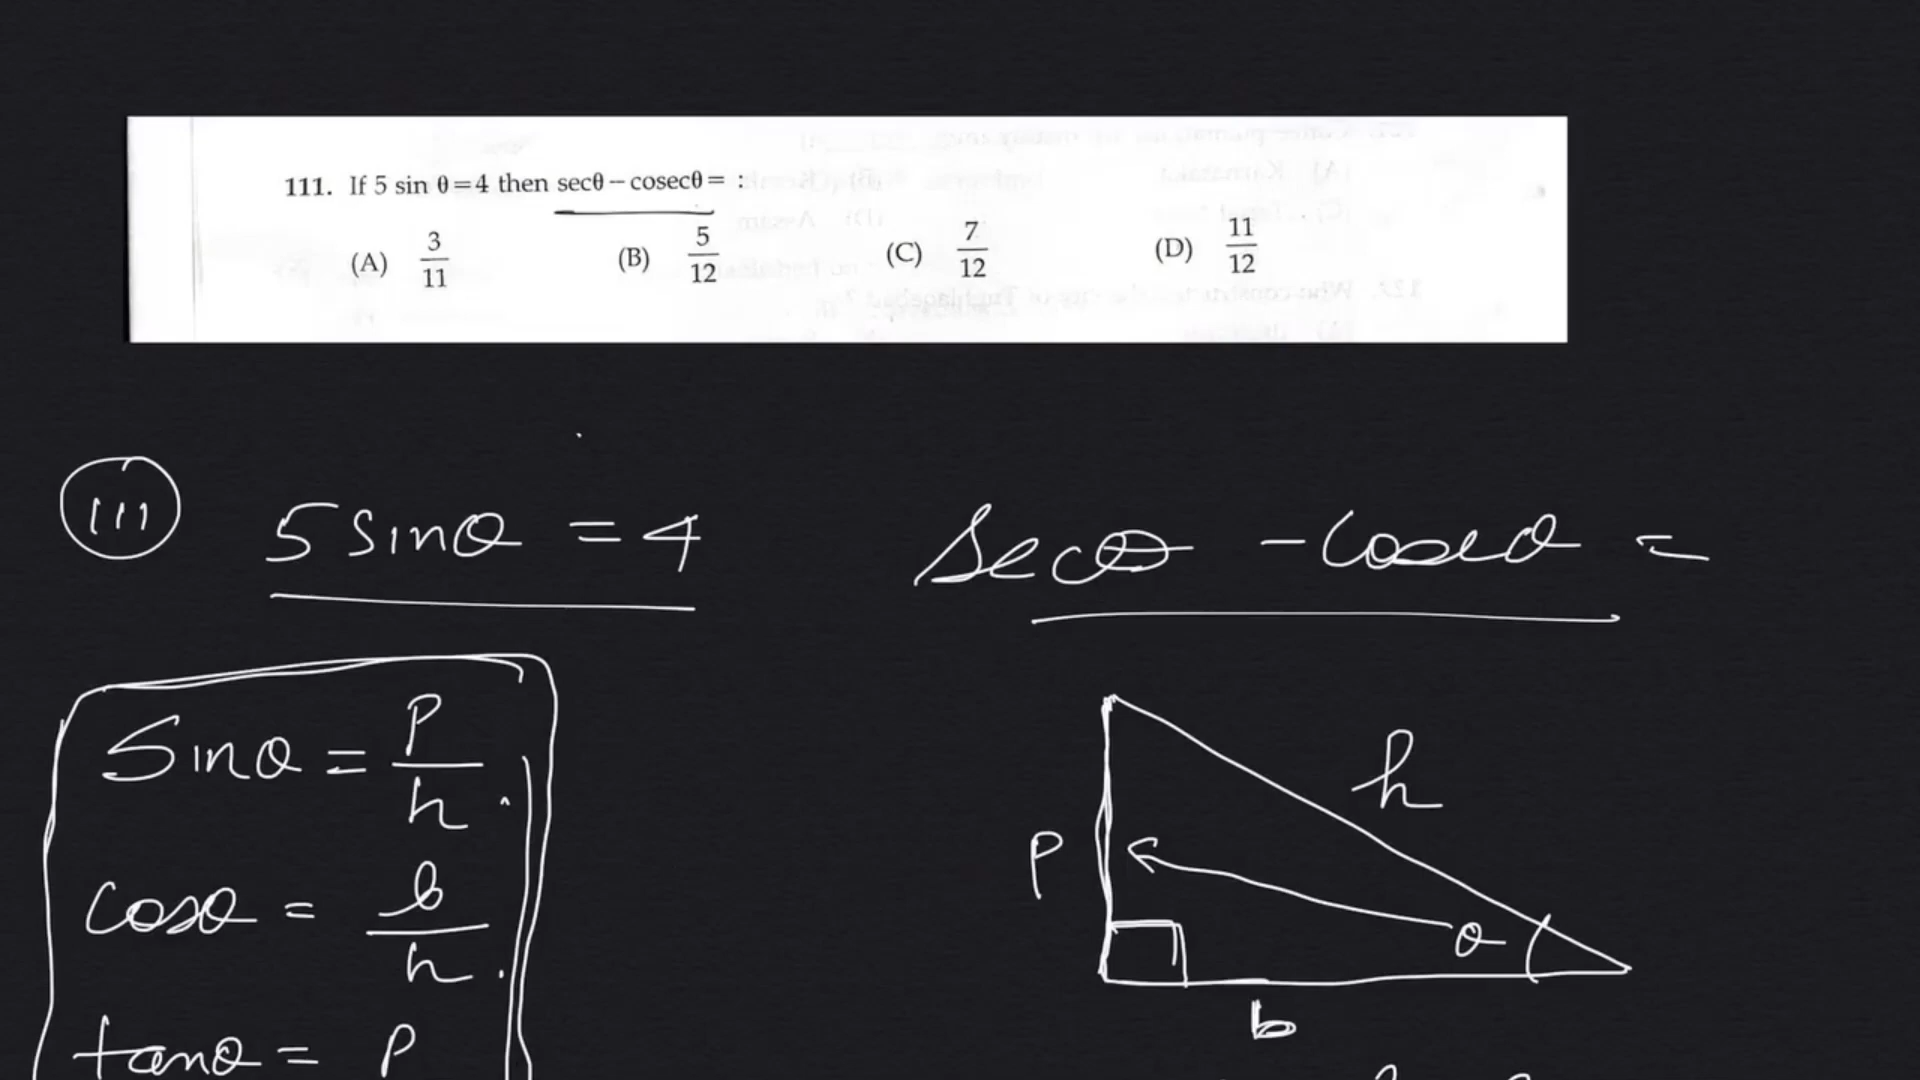 111. If 5 sin θ=4 then secθ−cosecθ= :
(A) 3/11 (B) 5/12 (C) 7/12 (D) 11/12
111 5 sinθ = 4 secθ − cosecθ =
sinθ = p/h
h
p
cosθ = b/h
θ
b
tanθ = p